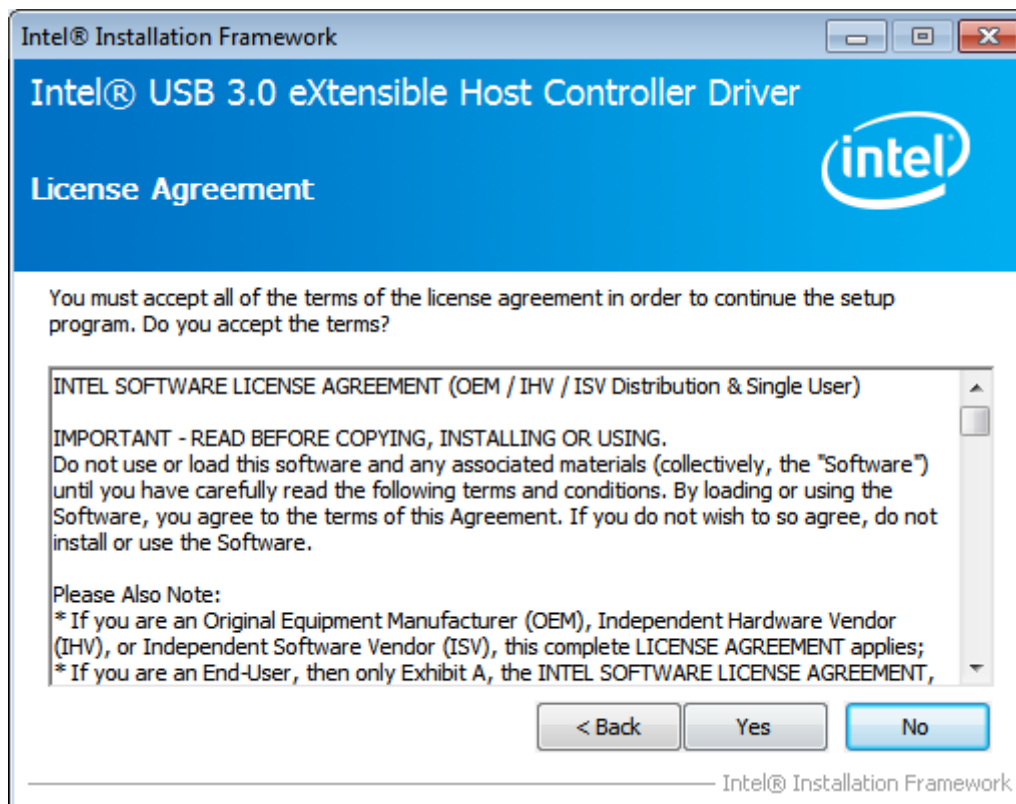 Intel® Installation Framework
Intel® USB 3.0 eXtensible Host Controller Driver
intel
License Agreement
You must accept all of the terms of the license agreement in order to continue the setup
program. Do you accept the terms?
INTEL SOFTWARE LICENSE AGREEMENT (OEM / IHV / ISV Distribution & Single User)
IMPORTANT - READ BEFORE COPYING, INSTALLING OR USING.
Do not use or load this software and any associated materials (collectively, the "Software")
until you have carefully read the following terms and conditions. By loading or using the
Software, you agree to the terms of this Agreement. If you do not wish to so agree, do not
install or use the Software.
Please Also Note:
* If you are an Original Equipment Manufacturer (OEM), Independent Hardware Vendor
(IHV), or Independent Software Vendor (ISV), this complete LICENSE AGREEMENT applies;
* If you are an End-User, then only Exhibit A, the INTEL SOFTWARE LICENSE AGREEMENT,
< Back Yes No
Intel® Installation Framework